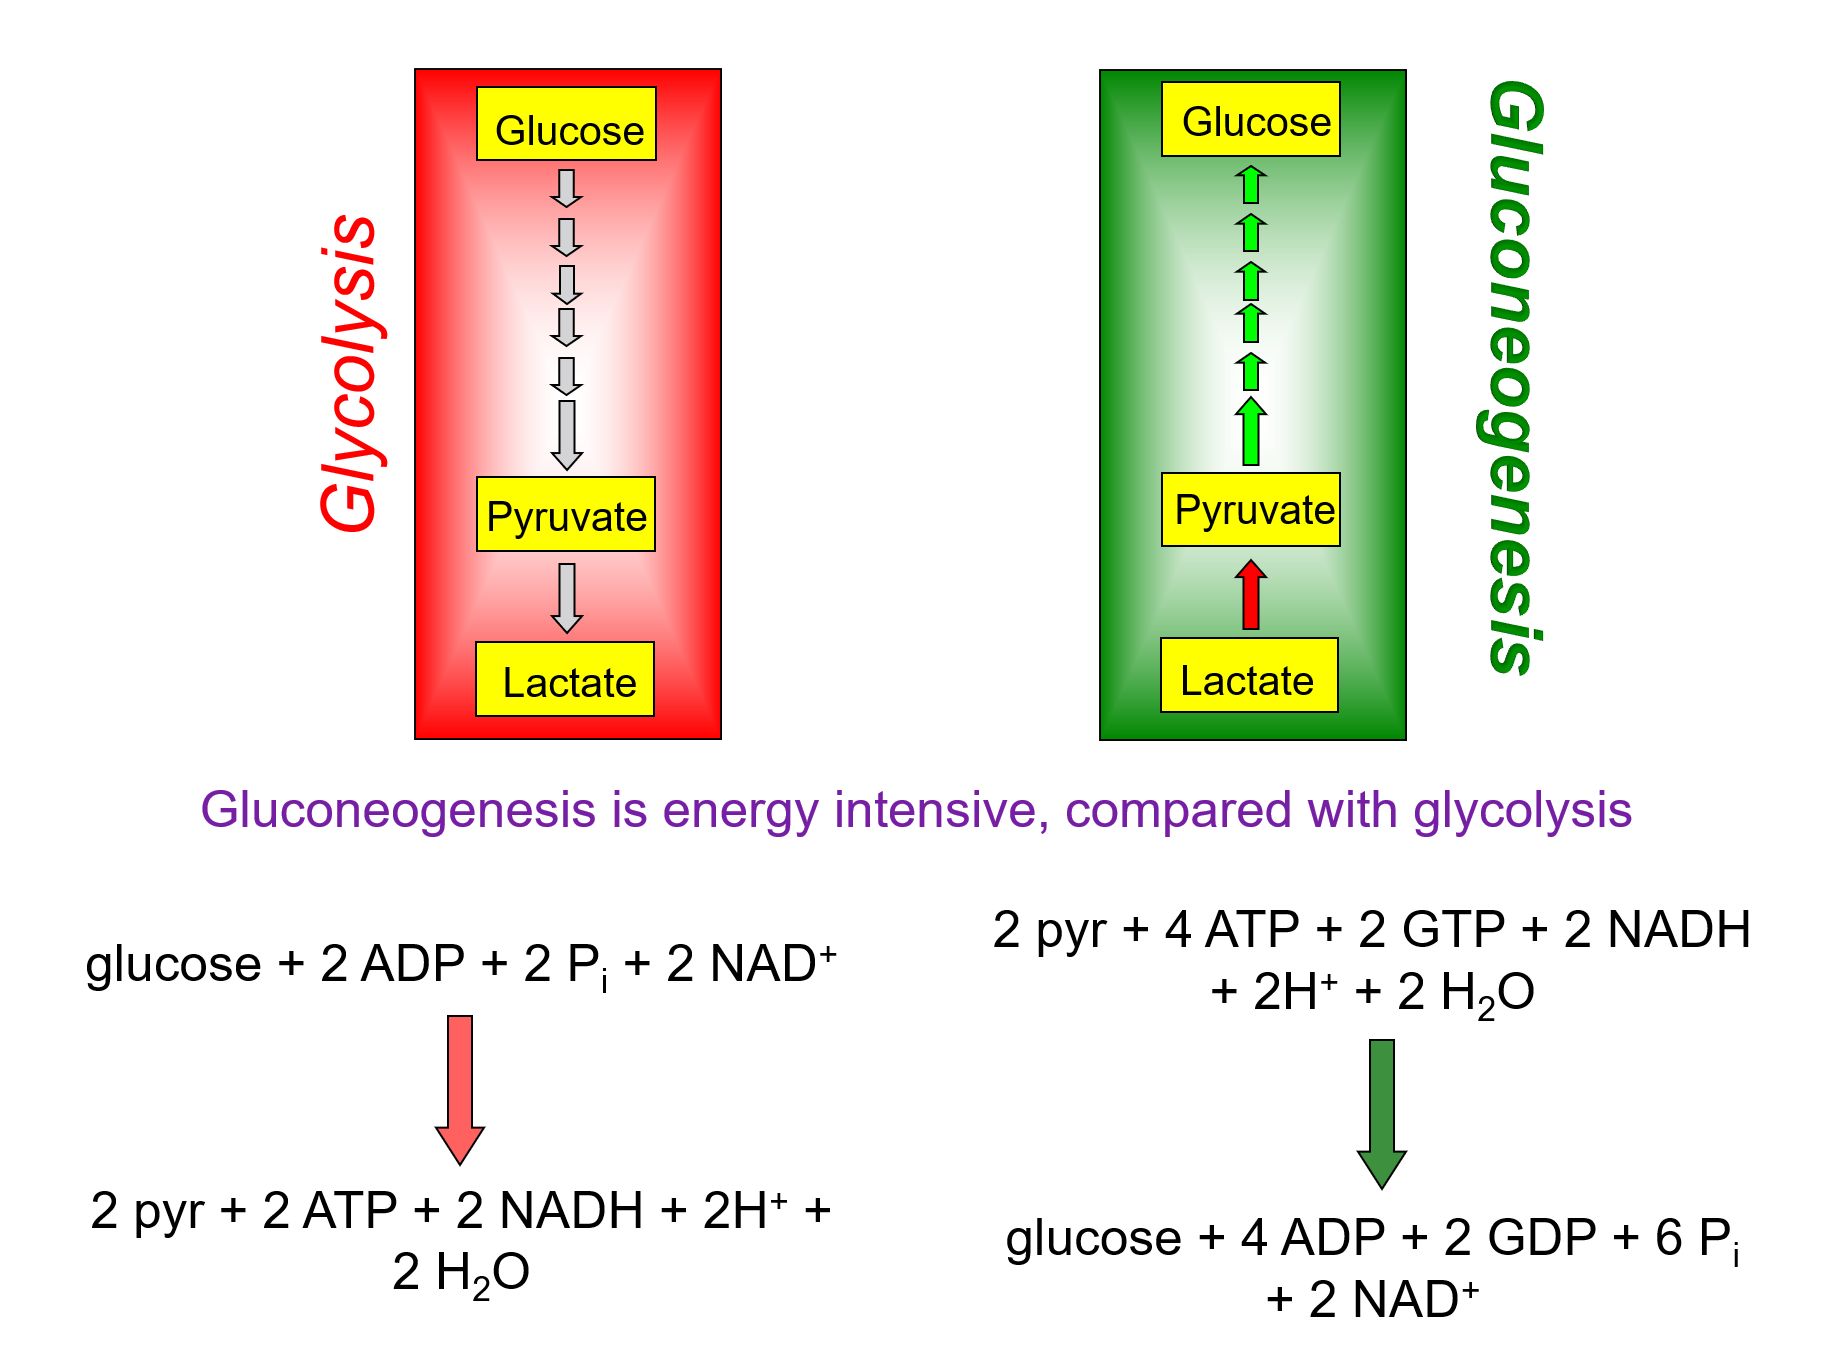 Glycolysis
Glucose
Pyruvate
Lactate
Glucose
Pyruvate
Lactate
Gluconeogenesis
Gluconeogenesis is energy intensive, compared with glycolysis
glucose + 2 ADP + 2 Pᵢ + 2 NAD⁺
2 pyr + 2 ATP + 2 NADH + 2H⁺ +
2 H₂O
2 pyr + 4 ATP + 2 GTP + 2 NADH
+ 2H⁺ + 2 H₂O
glucose + 4 ADP + 2 GDP + 6 Pᵢ
+ 2 NAD⁺